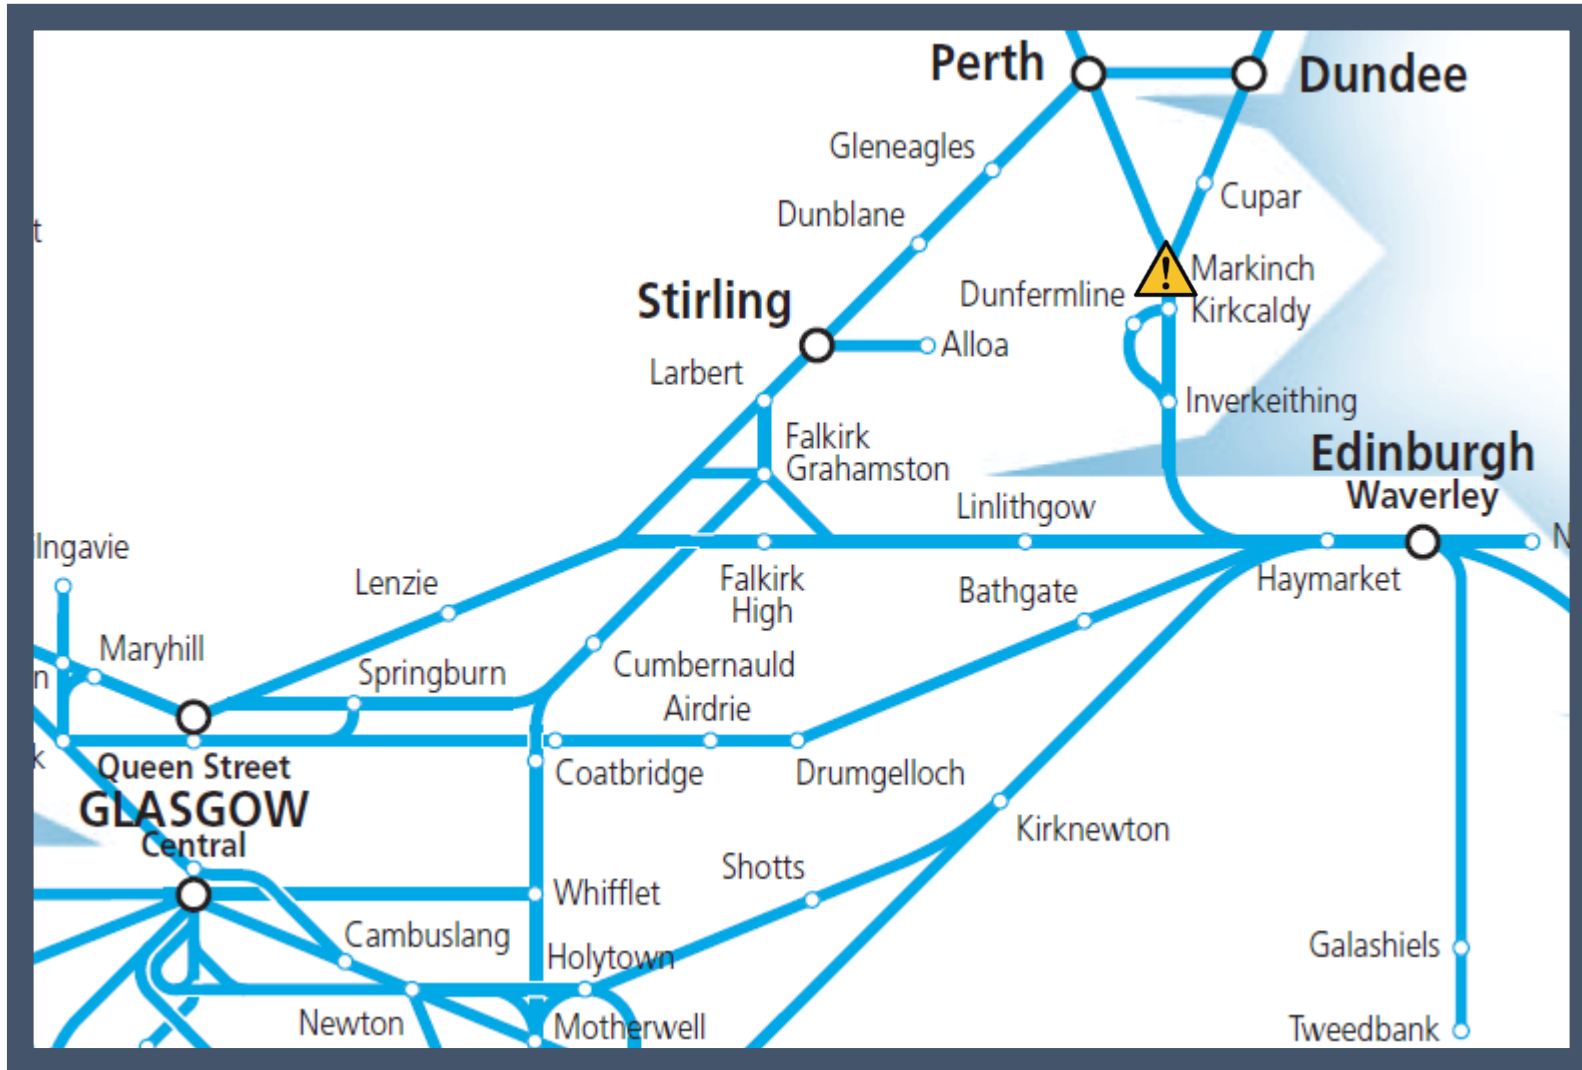 Perth
Dundee
Gleneagles
Cupar
Dunblane
t
Markinch
Dunfermline
Kirkcaldy
Stirling
Alloa
Larbert
Inverkeithing
Falkirk
Grahamston
Edinburgh
Waverley
Linlithgow
N
ilngavie
Lenzie
Falkirk
High
Bathgate
Haymarket
Maryhill
n
Springburn
Cumbernauld
Airdrie
k
Queen Street
GLASGOW
Central
Coatbridge
Drumgelloch
Kirknewton
Shotts
Whifflet
Cambuslang
Holytown
Galashiels
Newton
Motherwell
Tweedbank